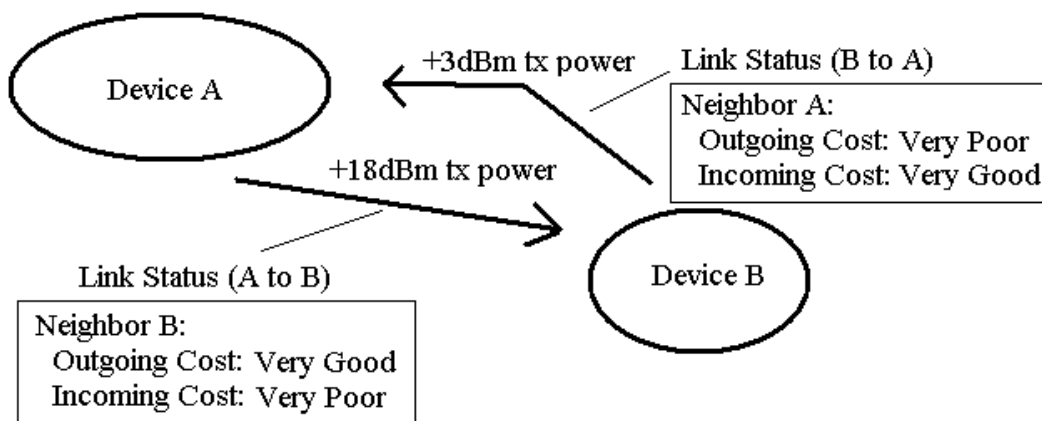 Device A
+3dBm tx power
Link Status (B to A)
Neighbor A:
Outgoing Cost: Very Poor
Incoming Cost: Very Good
+18dBm tx power
Device B
Link Status (A to B)
Neighbor B:
Outgoing Cost: Very Good
Incoming Cost: Very Poor